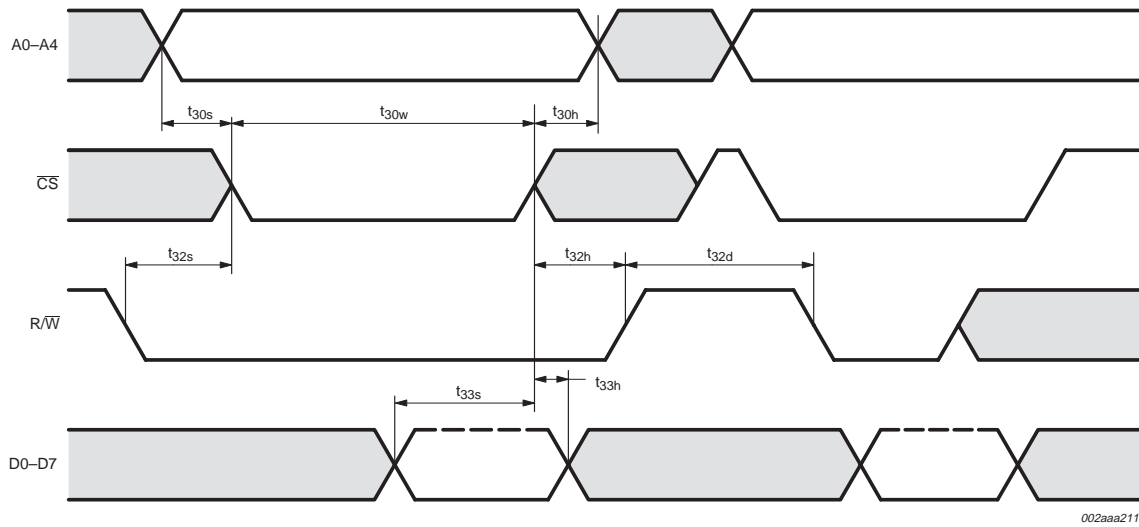 A0–A4
t30s
t30w
t30h
CS
t32s
t32h
t32d
R/W
t33s
t33h
D0–D7
002aaa211